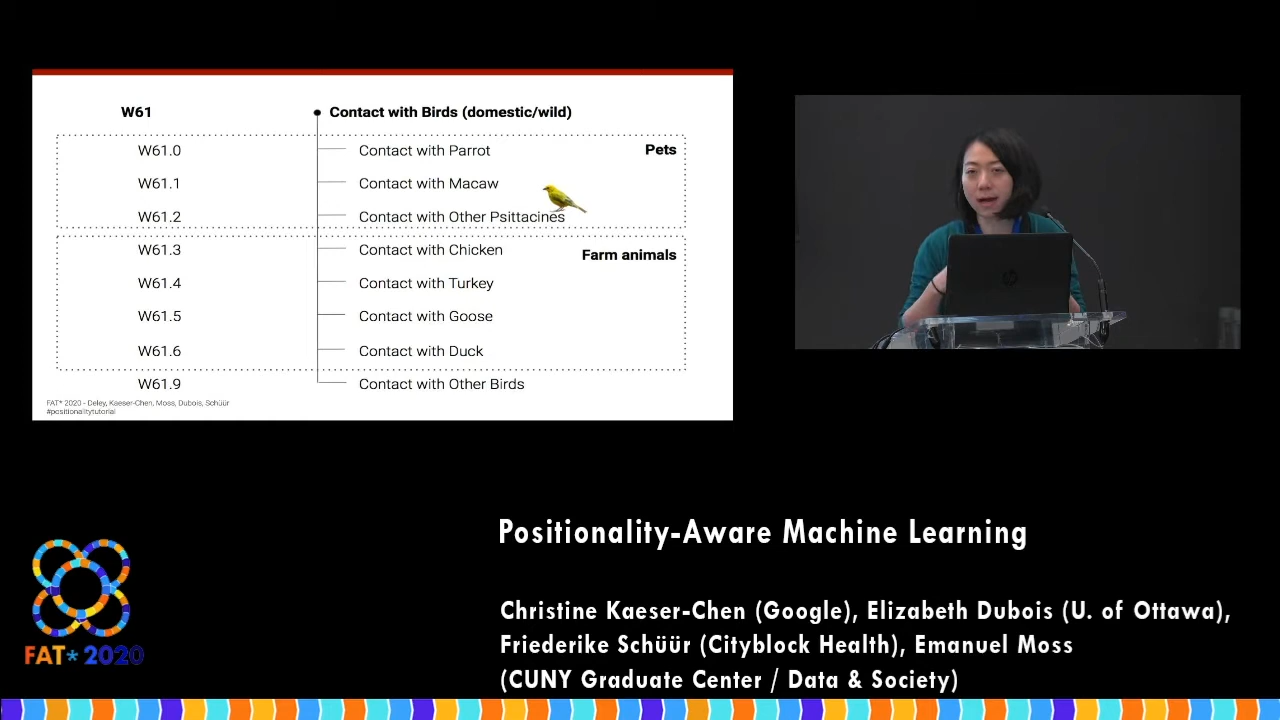 W61 Contact with Birds (domestic/wild)
W61.0 Contact with Parrot Pets
W61.1 Contact with Macaw
W61.2 Contact with Other Psittacines
W61.3 Contact with Chicken Farm animals
W61.4 Contact with Turkey
W61.5 Contact with Goose
W61.6 Contact with Duck
W61.9 Contact with Other Birds
FAT* 2020 - Deley, Kaeser-Chen, Moss, Dubois, Schüür
#positionalitytutorial
Positionality-Aware Machine Learning
Christine Kaeser-Chen (Google), Elizabeth Dubois (U. of Ottawa),
Friederike Schüür (Cityblock Health), Emanuel Moss
(CUNY Graduate Center / Data & Society)
FAT* 2020